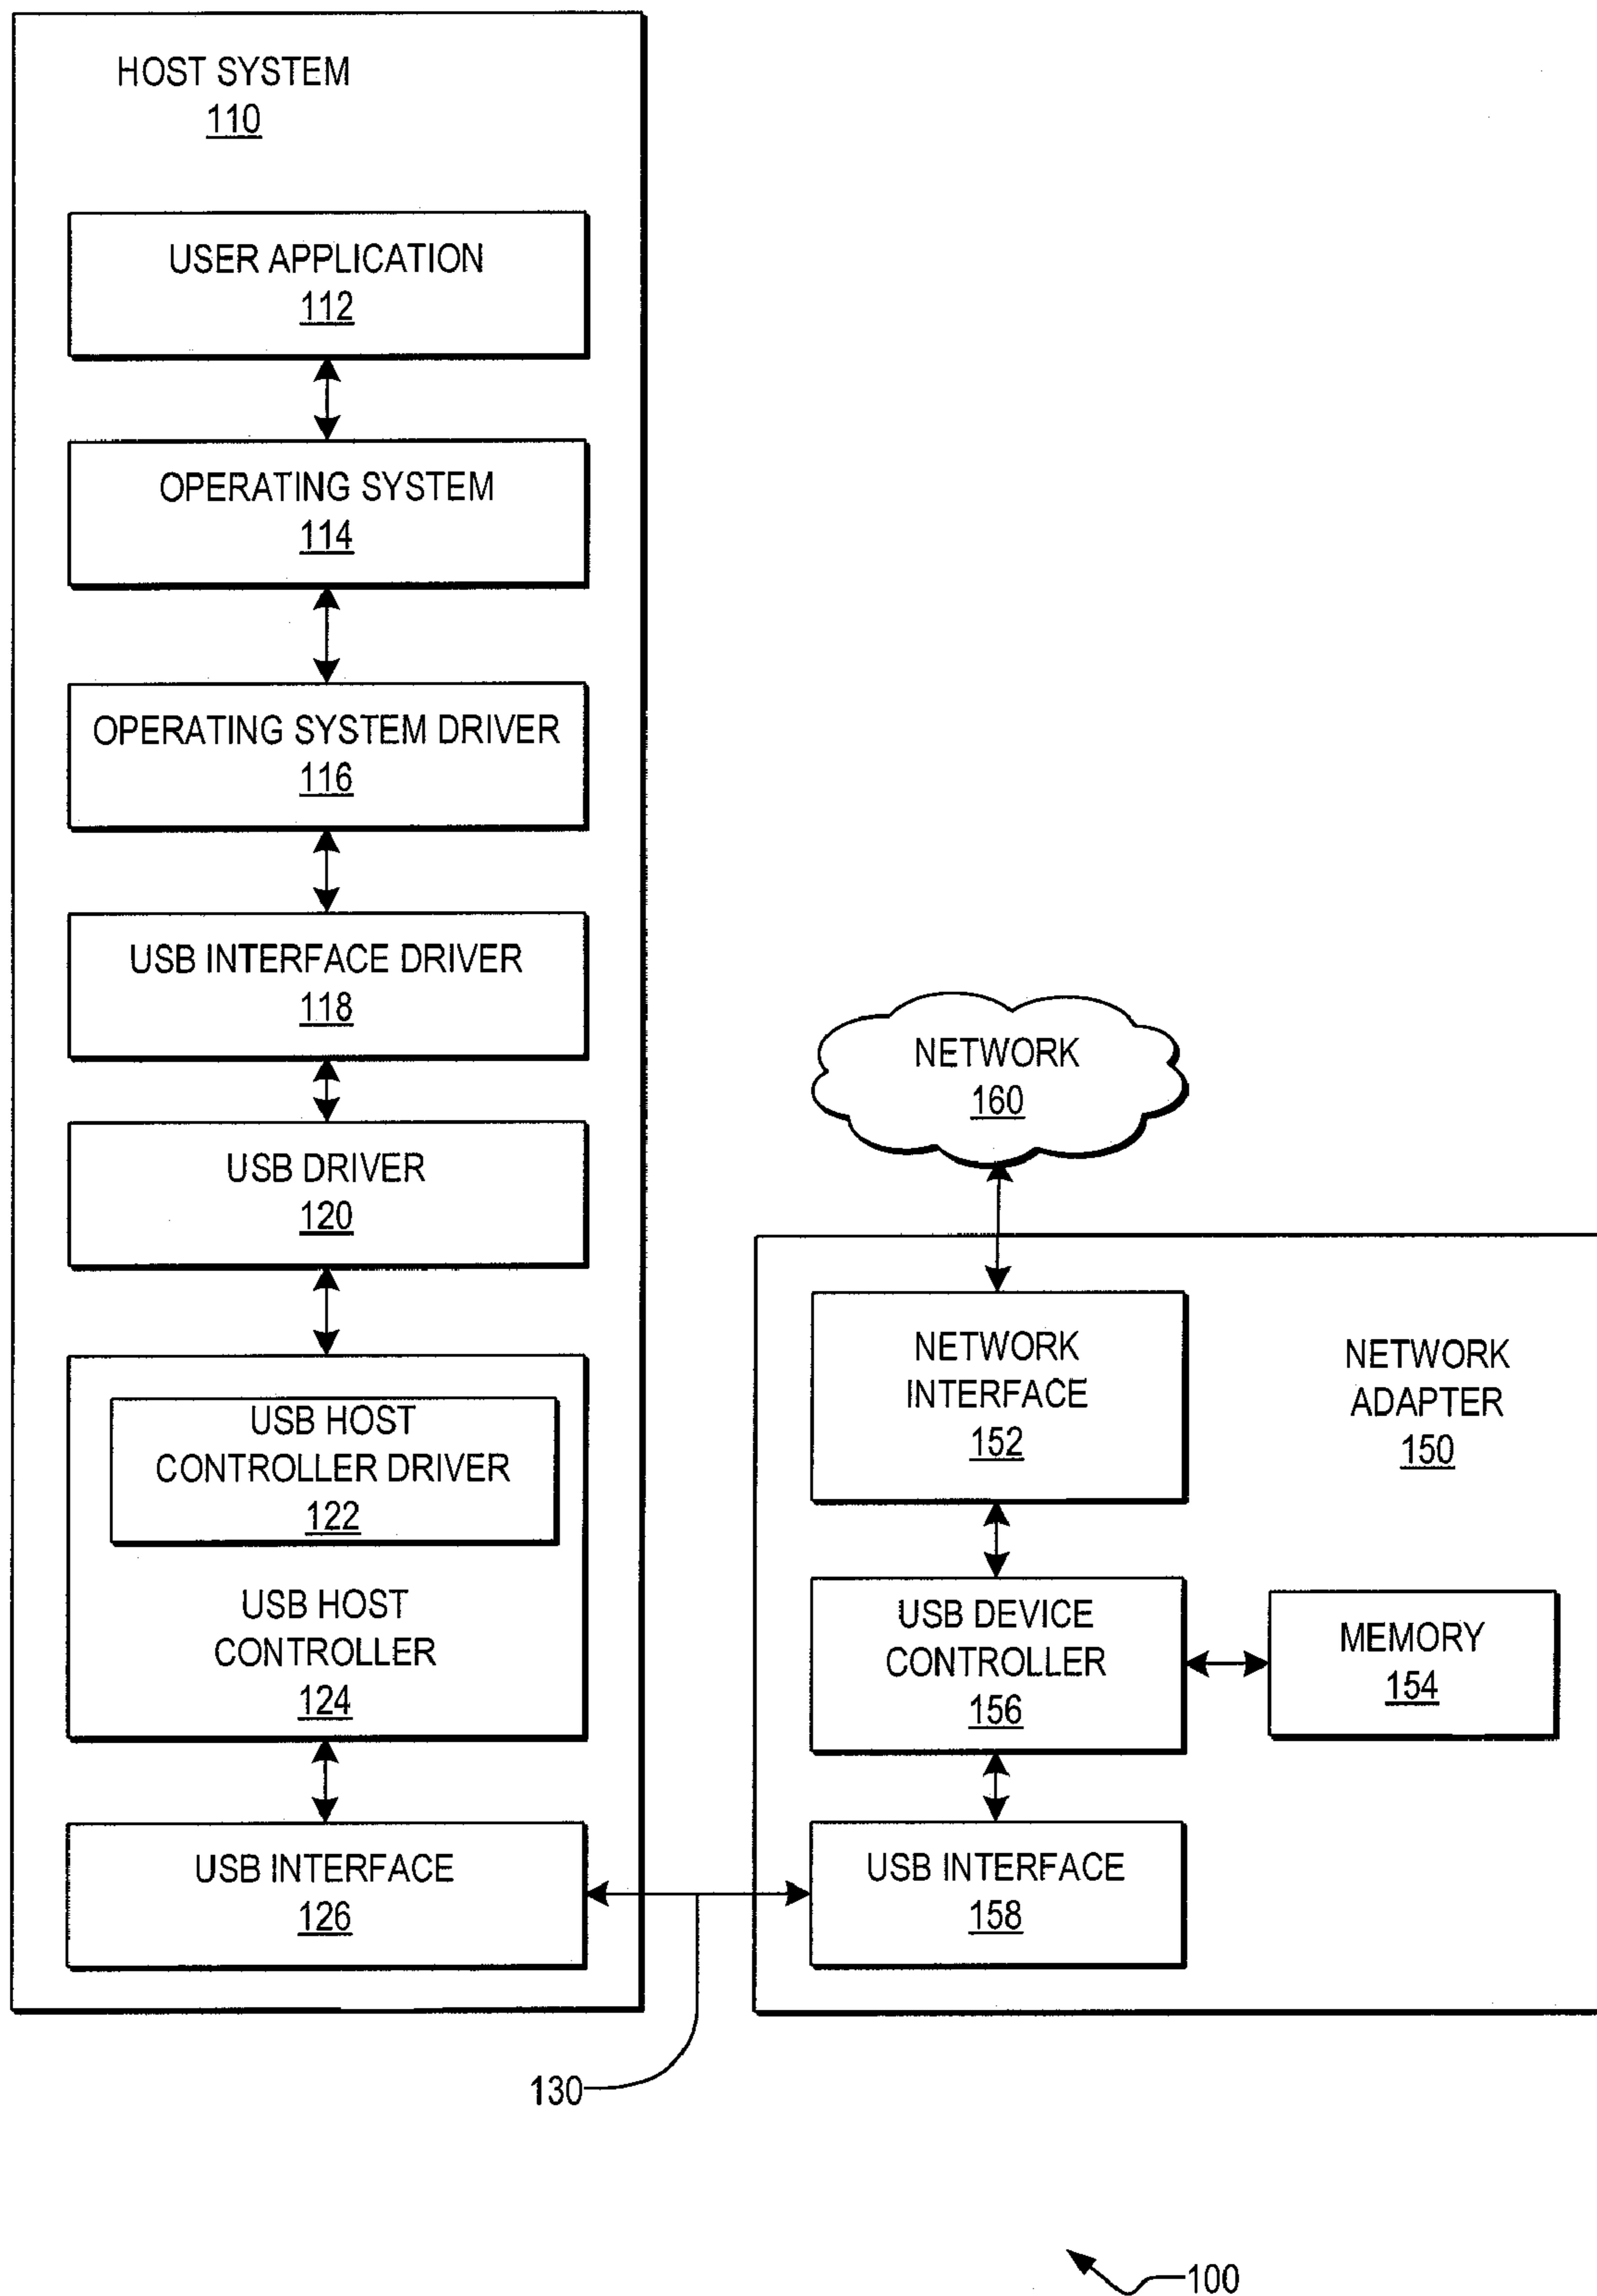 HOST SYSTEM
110
USER APPLICATION
112
OPERATING SYSTEM
114
OPERATING SYSTEM DRIVER
116
USB INTERFACE DRIVER
118
USB DRIVER
120
USB HOST
CONTROLLER DRIVER
122
USB HOST
CONTROLLER
124
USB INTERFACE
126
NETWORK
160
NETWORK
INTERFACE
152
NETWORK
ADAPTER
150
USB DEVICE
CONTROLLER
156
MEMORY
154
USB INTERFACE
158
130
100